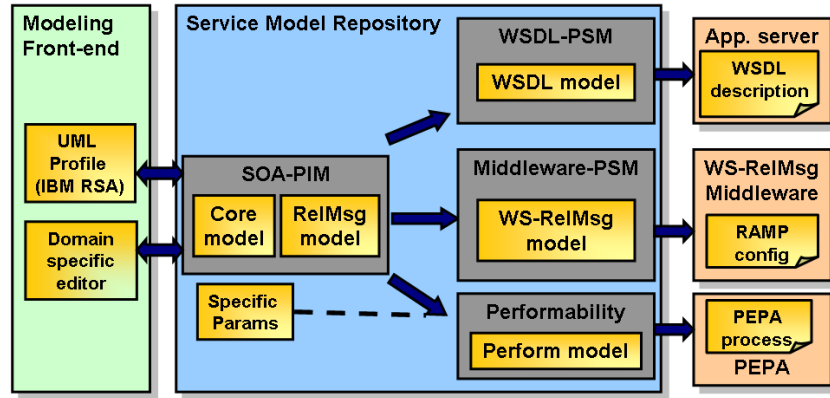 Modeling
Front-end
UML
Profile
(IBM RSA)
Domain
specific
editor
Service Model Repository
SOA-PIM
Core
model
RelMsg
model
Specific
Params
WSDL-PSM
WSDL model
Middleware-PSM
WS-RelMsg
model
Performability
Perform model
App. server
WSDL
description
WS-RelMsg
Middleware
RAMP
config
PEPA
process
PEPA